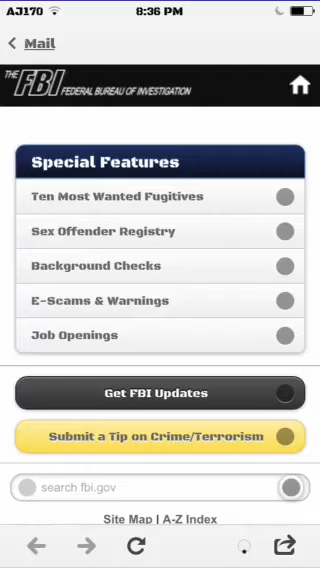 AJ170 8:36 PM
Mail
THE FBI FEDERAL BUREAU OF INVESTIGATION
Special Features
Ten Most Wanted Fugitives
Sex Offender Registry
Background Checks
E-Scams & Warnings
Job Openings
Get FBI Updates
Submit a Tip on Crime/Terrorism
search fbi.gov
Site Map | A-Z Index